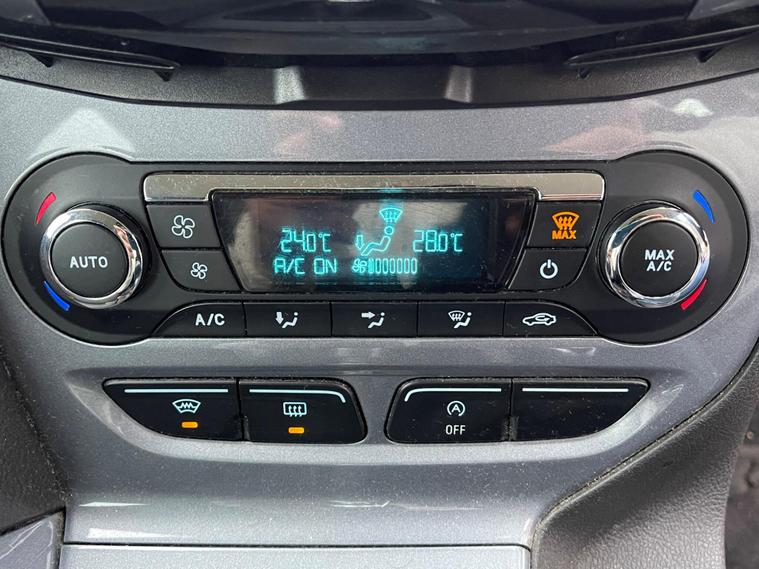 24.0°C 28.0°C
A/C ON
MAX
AUTO
MAX
A/C
A/C
A
OFF